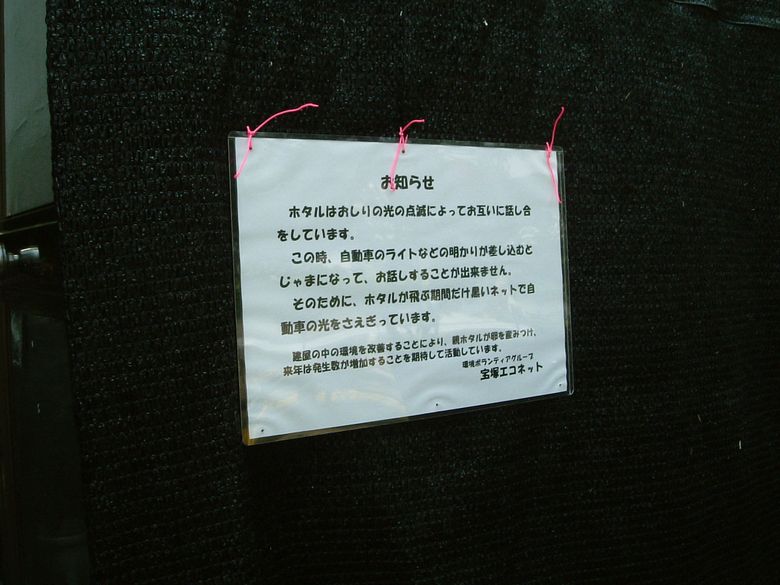 お知らせ
ホタルはおしりの光の点滅によってお互いに話し合
をしています。
この時、自動車のライトなどの明かりが差し込むと
じゃまになって、お話しすることが出来ません。
そのために、ホタルが飛ぶ期間だけ黒いネットで自
動車の光をさえぎっています。
建屋の中の環境を改善することにより、親ホタルが卵を産みつけ、
来年は発生数が増加することを期待して活動しています。
環境ボランティアグループ
宝塚エコネット